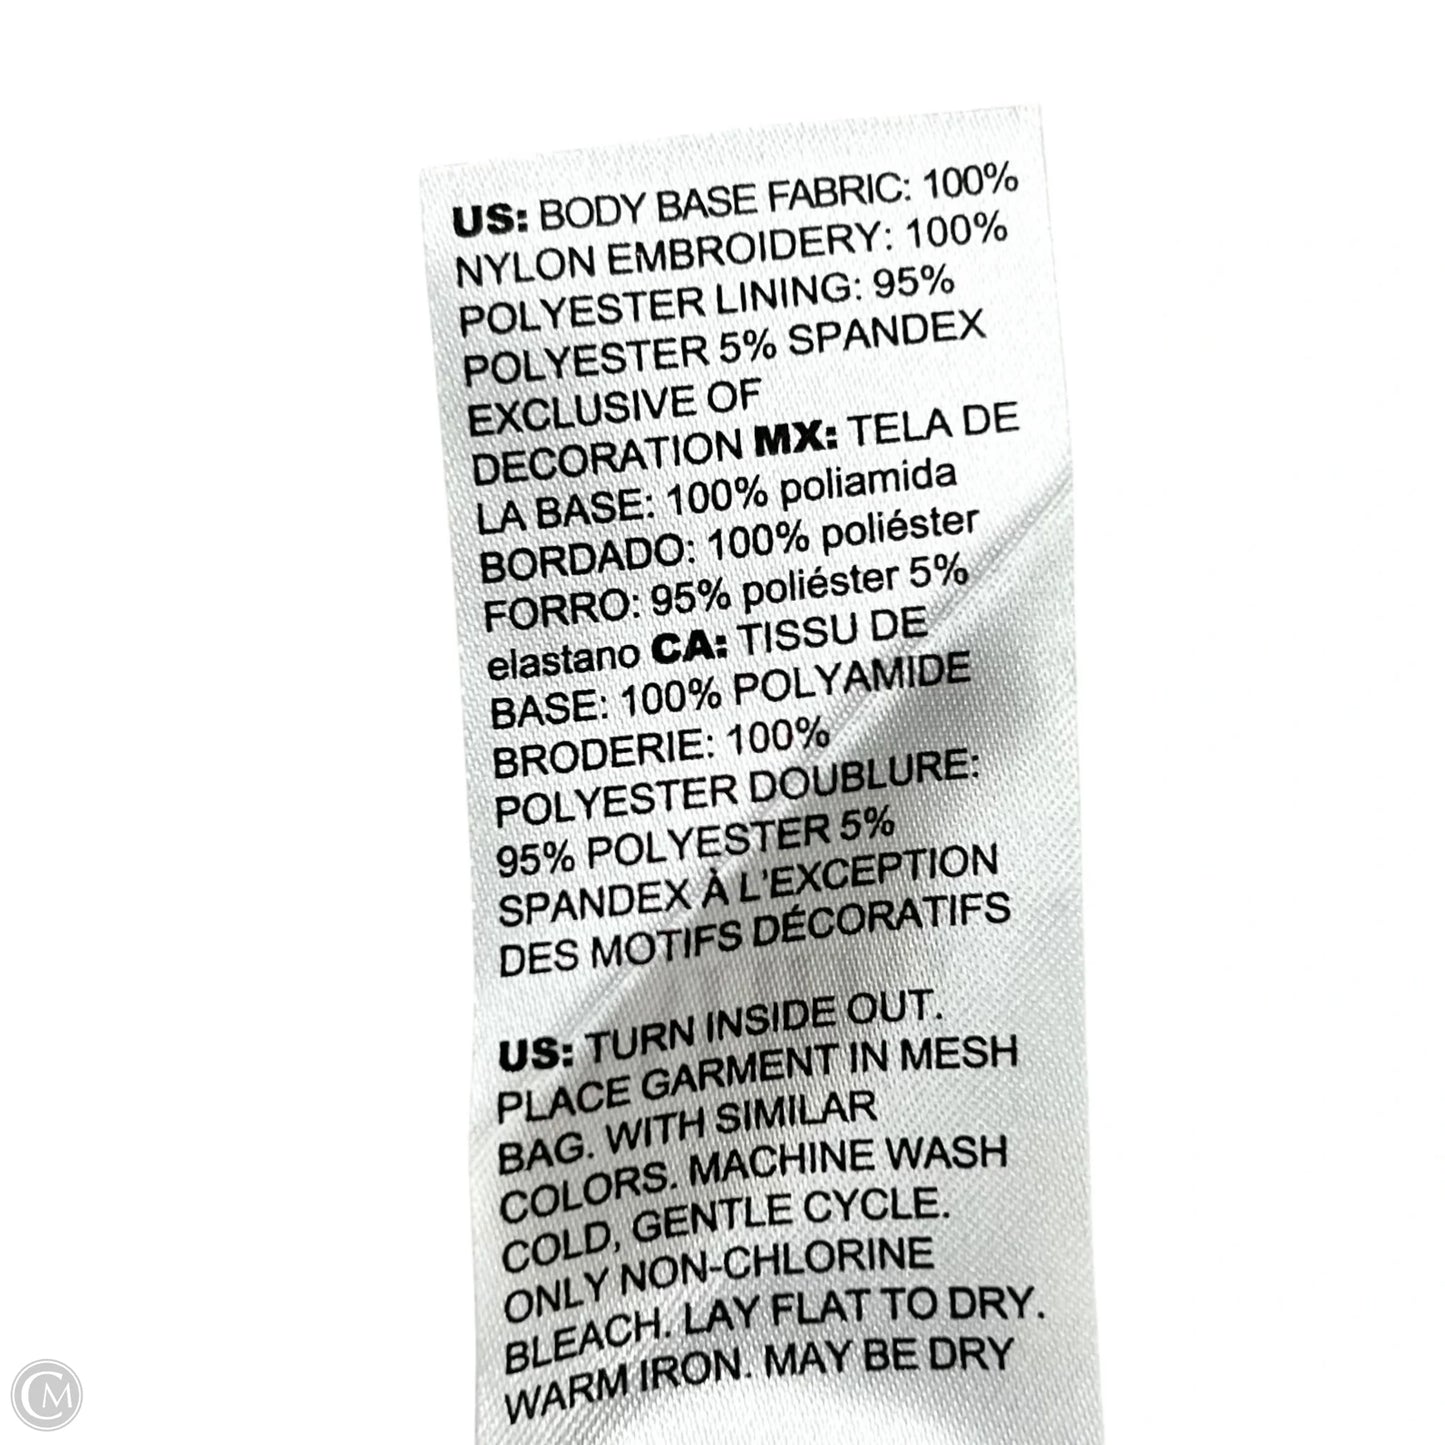 US: BODY BASE FABRIC: 100%
NYLON EMBROIDERY: 100%
POLYESTER LINING: 95%
POLYESTER 5% SPANDEX
EXCLUSIVE OF
DECORATION MX: TELA DE
LA BASE: 100% poliamida
BORDADO: 100% poliéster
FORRO: 95% poliéster 5%
elastano CA: TISSU DE
BASE: 100% POLYAMIDE
BRODERIE: 100%
POLYESTER DOUBLURE:
95% POLYESTER 5%
SPANDEX À L'EXCEPTION
DES MOTIFS DÉCORATIFS
US: TURN INSIDE OUT.
PLACE GARMENT IN MESH
BAG. WITH SIMILAR
COLORS. MACHINE WASH
COLD, GENTLE CYCLE.
ONLY NON-CHLORINE
BLEACH. LAY FLAT TO DRY.
WARM IRON. MAY BE DRY
CM